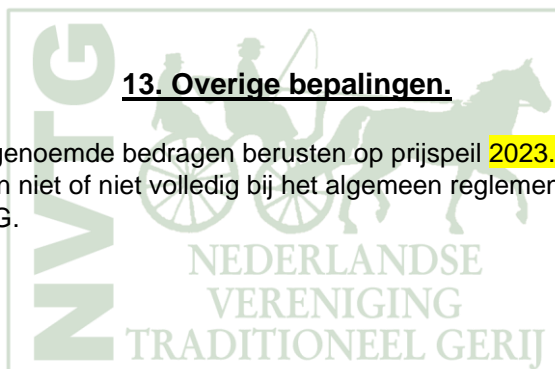 13. Overige bepalingen.
genoemde bedragen berusten op prijspeil 2023.
n niet of niet volledig bij het algemeen reglemen
G.
NVTG
NEDERLANDSE
VERENIGING
TRADITIONEEL GERIJ